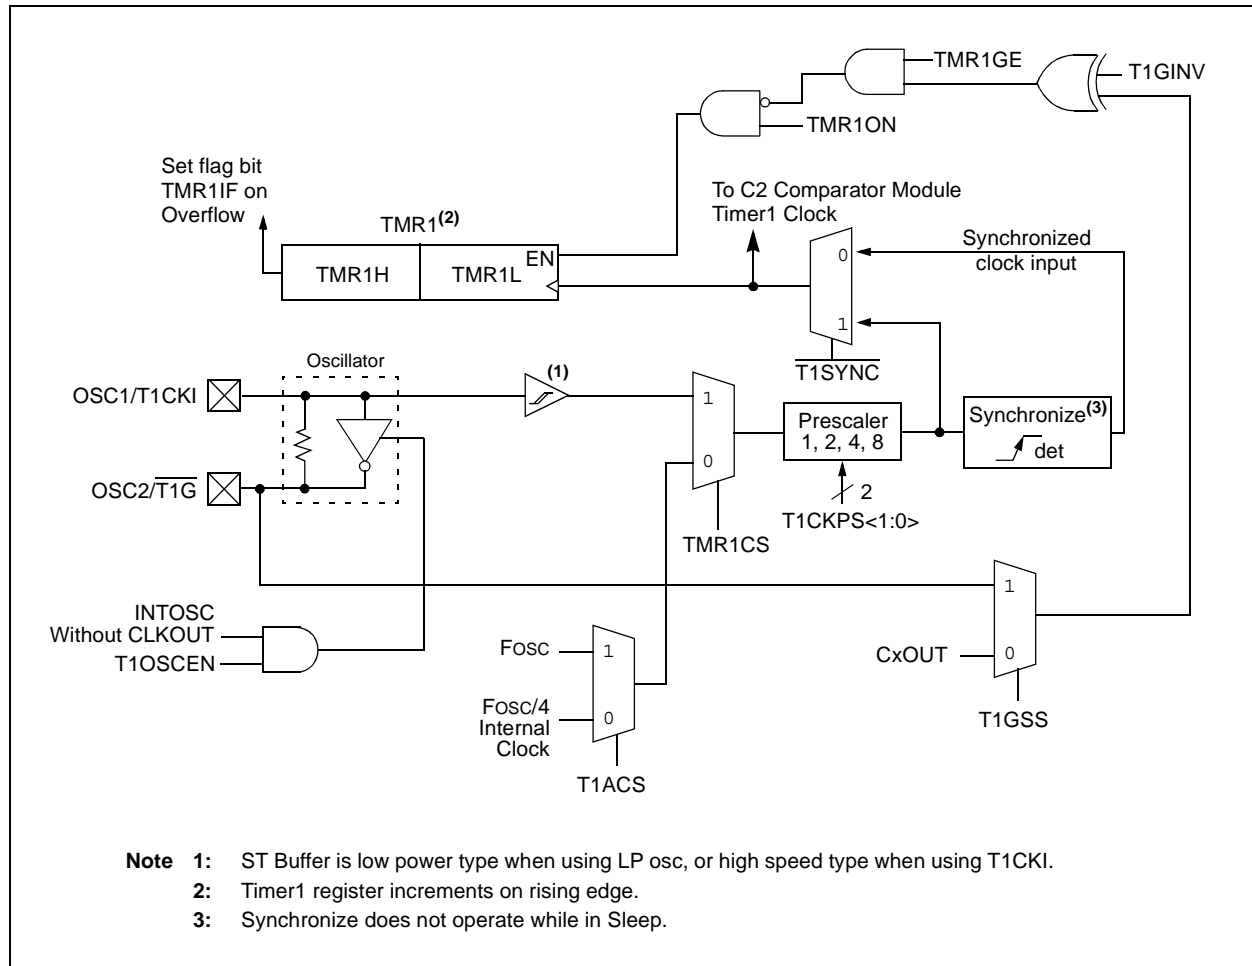 TMR1GE
T1GINV
TMR1ON
Set flag bit
TMR1IF on
Overflow
To C2 Comparator Module
Timer1 Clock
TMR1(2)
EN
TMR1H
TMR1L
0
Synchronized
clock input
1
T1SYNC
Oscillator
(1)
OSC1/T1CKI
1
Prescaler
1, 2, 4, 8
Synchronize(3)
det
0
OSC2/T1G
2
T1CKPS<1:0>
TMR1CS
1
INTOSC
Without CLKOUT
T1OSCEN
FOSC
1
CxOUT
0
FOSC/4
Internal
Clock
0
T1GSS
T1ACS
Note 1: ST Buffer is low power type when using LP osc, or high speed type when using T1CKI.
2: Timer1 register increments on rising edge.
3: Synchronize does not operate while in Sleep.